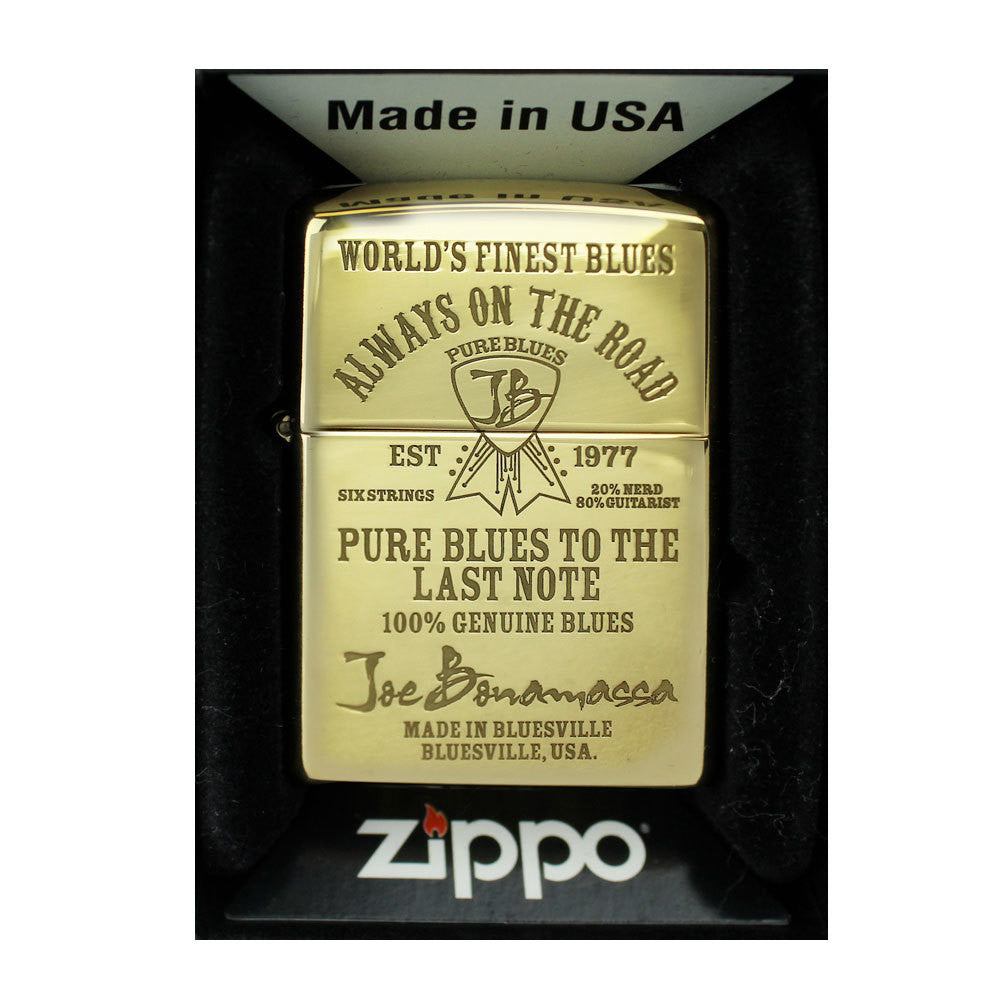 Made in USA
WORLD'S FINEST BLUES
ALWAYS ON THE ROAD
PURE BLUES
JB
EST 1977
SIX STRINGS
20% NERD
80% GUITARIST
PURE BLUES TO THE
LAST NOTE
100% GENUINE BLUES
Joe Bonamassa
MADE IN BLUESVILLE
BLUESVILLE, USA.
zippo